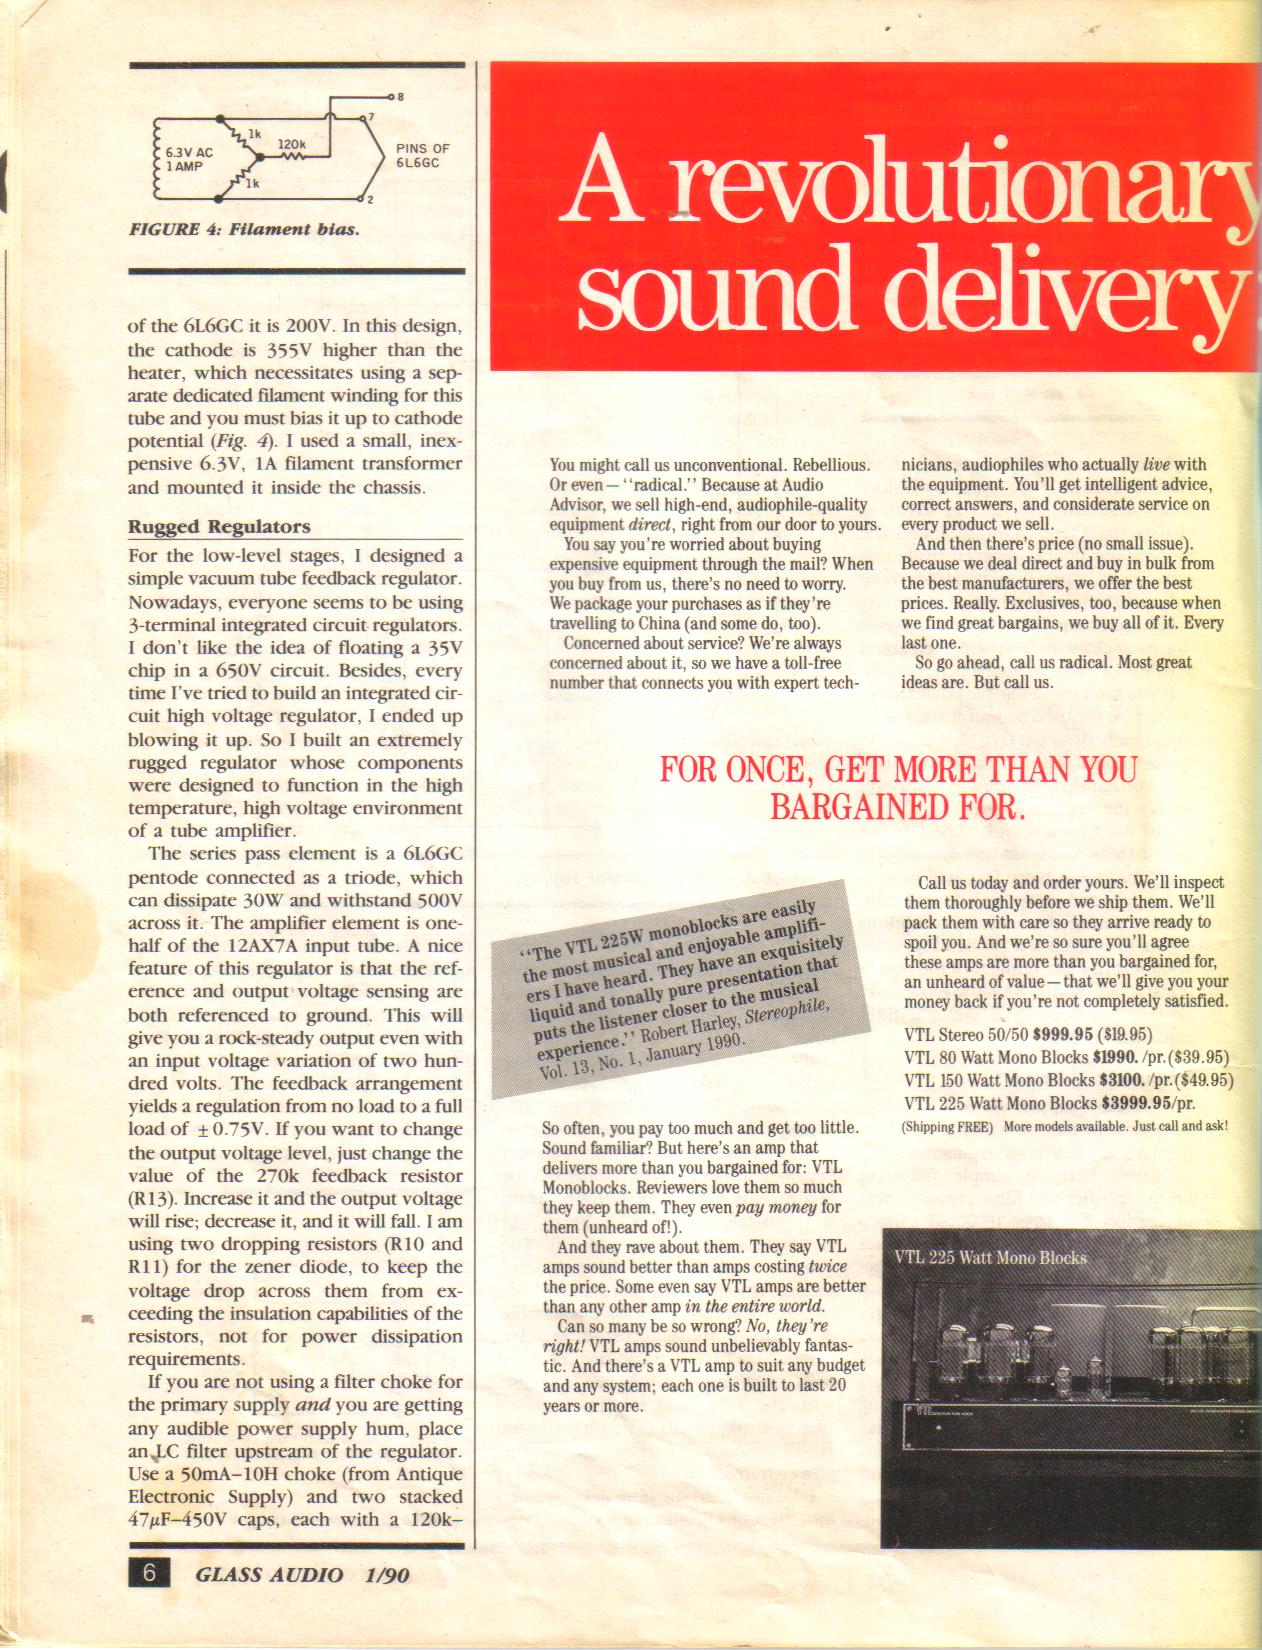 6.3V AC
1 AMP
1k
1k
120k
8
7
2
PINS OF
6L6GC
FIGURE 4: Filament bias.
of the 6L6GC it is 200V. In this design,
the cathode is 355V higher than the
heater, which necessitates using a sep-
arate dedicated filament winding for this
tube and you must bias it up to cathode
potential (Fig. 4). I used a small, inex-
pensive 6.3V, 1A filament transformer
and mounted it inside the chassis.
Rugged Regulators
For the low-level stages, I designed a
simple vacuum tube feedback regulator.
Nowadays, everyone seems to be using
3-terminal integrated circuit regulators.
I don't like the idea of floating a 35V
chip in a 650V circuit. Besides, every
time I've tried to build an integrated cir-
cuit high voltage regulator, I ended up
blowing it up. So I built an extremely
rugged regulator whose components
were designed to function in the high
temperature, high voltage environment
of a tube amplifier.
The series pass element is a 6L6GC
pentode connected as a triode, which
can dissipate 30W and withstand 500V
across it. The amplifier element is one-
half of the 12AX7A input tube. A nice
feature of this regulator is that the ref-
erence and output voltage sensing are
both referenced to ground. This will
give you a rock-steady output even with
an input voltage variation of two hun-
dred volts. The feedback arrangement
yields a regulation from no load to a full
load of ±0.75V. If you want to change
the output voltage level, just change the
value of the 270k feedback resistor
(R13). Increase it and the output voltage
will rise; decrease it, and it will fall. I am
using two dropping resistors (R10 and
R11) for the zener diode, to keep the
voltage drop across them from ex-
ceeding the insulation capabilities of the
resistors, not for power dissipation
requirements.
If you are not using a filter choke for
the primary supply and you are getting
any audible power supply hum, place
an LC filter upstream of the regulator.
Use a 50mA–10H choke (from Antique
Electronic Supply) and two stacked
47µF–450V caps, each with a 120k–
6 GLASS AUDIO 1/90
A revolutionary
sound delivery
You might call us unconventional. Rebellious.
Or even—“radical.” Because at Audio
Advisor, we sell high-end, audiophile-quality
equipment direct, right from our door to yours.
You say you're worried about buying
expensive equipment through the mail? When
you buy from us, there's no need to worry.
We package your purchases as if they're
travelling to China (and some do, too).
Concerned about service? We're always
concerned about it, so we have a toll-free
number that connects you with expert tech-
nicians, audiophiles who actually live with
the equipment. You'll get intelligent advice,
correct answers, and considerate service on
every product we sell.
And then there's price (no small issue).
Because we deal direct and buy in bulk from
the best manufacturers, we offer the best
prices. Really. Exclusives, too, because when
we find great bargains, we buy all of it. Every
last one.
So go ahead, call us radical. Most great
ideas are. But call us.
FOR ONCE, GET MORE THAN YOU
BARGAINED FOR.
“The VTL 225W monoblocks are easily
the most musical and enjoyable amplifi-
ers I have heard. They have an exquisitely
liquid and tonally pure presentation that
puts the listener closer to the musical
experience.” Robert Harley, Stereophile,
Vol. 13, No. 1, January 1990.
So often, you pay too much and get too little.
Sound familiar? But here's an amp that
delivers more than you bargained for: VTL
Monoblocks. Reviewers love them so much
they keep them. They even pay money for
them (unheard of!).
And they rave about them. They say VTL
amps sound better than amps costing twice
the price. Some even say VTL amps are better
than any other amp in the entire world.
Can so many be so wrong? No, they're
right! VTL amps sound unbelievably fantas-
tic. And there's a VTL amp to suit any budget
and any system; each one is built to last 20
years or more.
Call us today and order yours. We'll inspect
them thoroughly before we ship them. We'll
pack them with care so they arrive ready to
spoil you. And we're so sure you'll agree
these amps are more than you bargained for,
an unheard of value—that we'll give you your
money back if you're not completely satisfied.
VTL Stereo 50/50 $999.95 ($19.95)
VTL 80 Watt Mono Blocks $1990. /pr.($39.95)
VTL 150 Watt Mono Blocks $3100. /pr.($49.95)
VTL 225 Watt Mono Blocks $3999.95/pr.
(Shipping FREE) More models available. Just call and ask!
VTL 225 Watt Mono Blocks
VTL